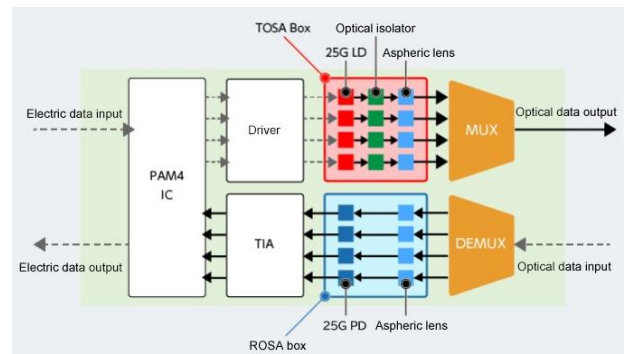 TOSA Box
Optical isolator
25G LD
Aspheric lens
Electric data input
Driver
MUX
Optical data output
PAM4
IC
TIA
DEMUX
Electric data output
Optical data input
25G PD
Aspheric lens
ROSA box